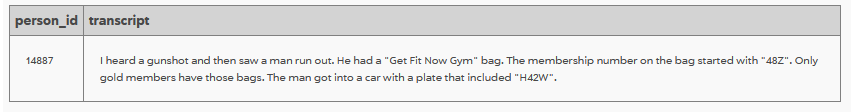 person_id transcript
14887 I heard a gunshot and then saw a man run out. He had a "Get Fit Now Gym" bag. The membership number on the bag started with "48Z". Only
gold members have those bags. The man got into a car with a plate that included "H42W".